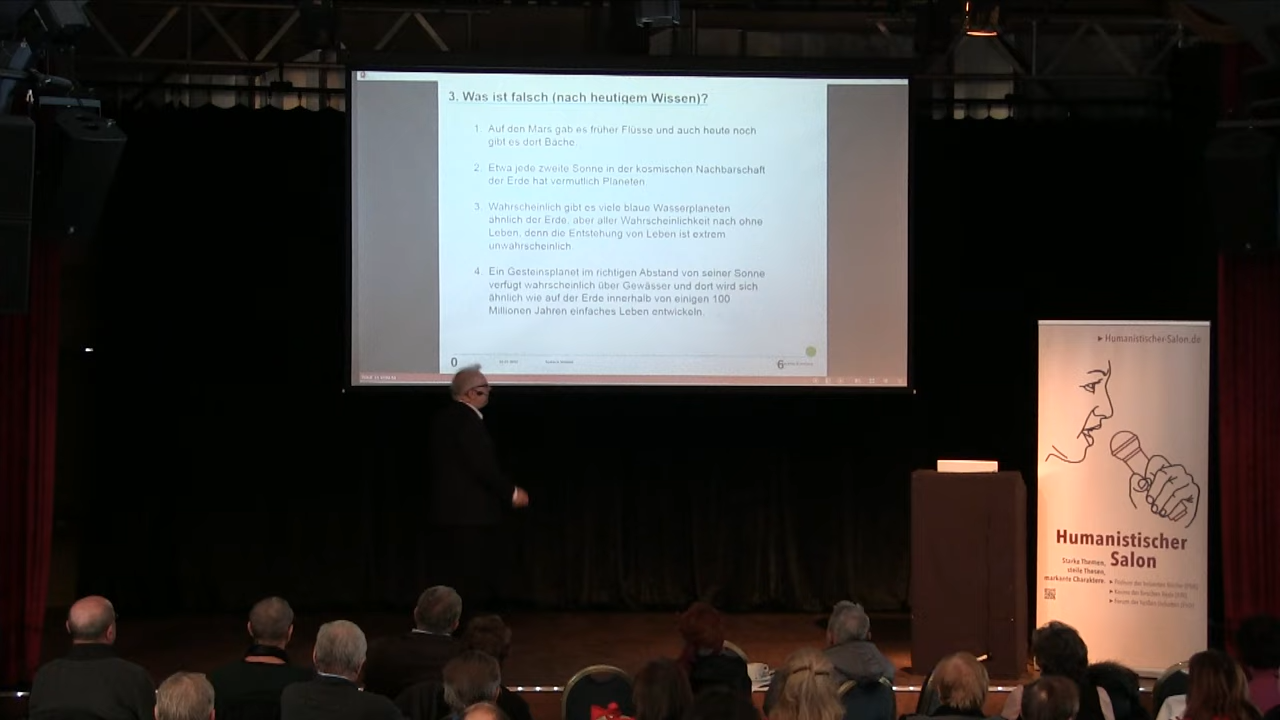 3. Was ist falsch (nach heutigem Wissen)?
1. Auf den Mars gab es früher Flüsse und auch heute noch
gibt es dort Bäche.
2. Etwa jede zweite Sonne in der kosmischen Nachbarschaft
der Erde hat vermutlich Planeten.
3. Wahrscheinlich gibt es viele blaue Wasserplaneten
ähnlich der Erde, aber aller Wahrscheinlichkeit nach ohne
Leben, denn die Entstehung von Leben ist extrem
unwahrscheinlich.
4. Ein Gesteinsplanet im richtigen Abstand von seiner Sonne
verfügt wahrscheinlich über Gewässer und dort wird sich
ähnlich wie auf der Erde innerhalb von einigen 100
Millionen Jahren einfaches Leben entwickeln.
0
6
▸ Humanistischer-Salon.de
Humanistischer
Salon
Starke Themen,
steile Thesen,
markante Charaktere.